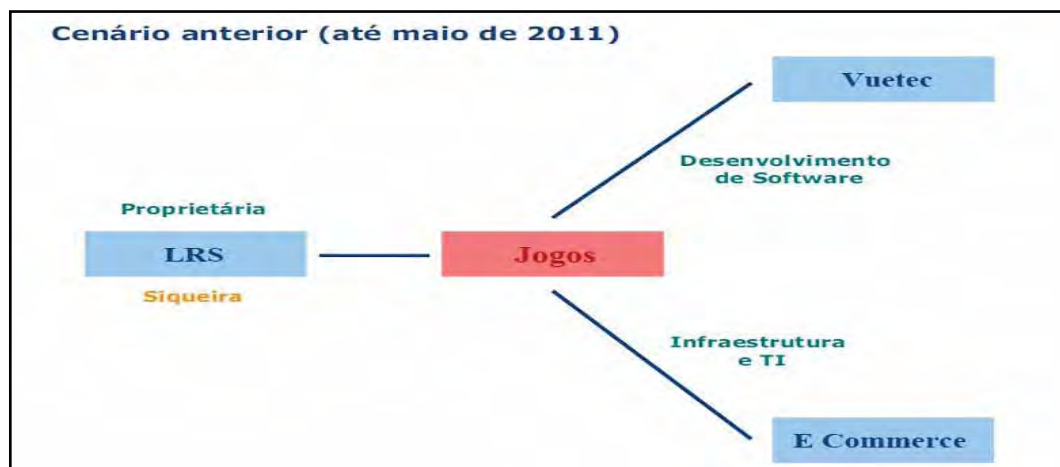 Cenário anterior (até maio de 2011)
Vuetec
Desenvolvimento
de Software
Proprietária
LRS
Siqueira
Jogos
Infraestrutura
e TI
E Commerce